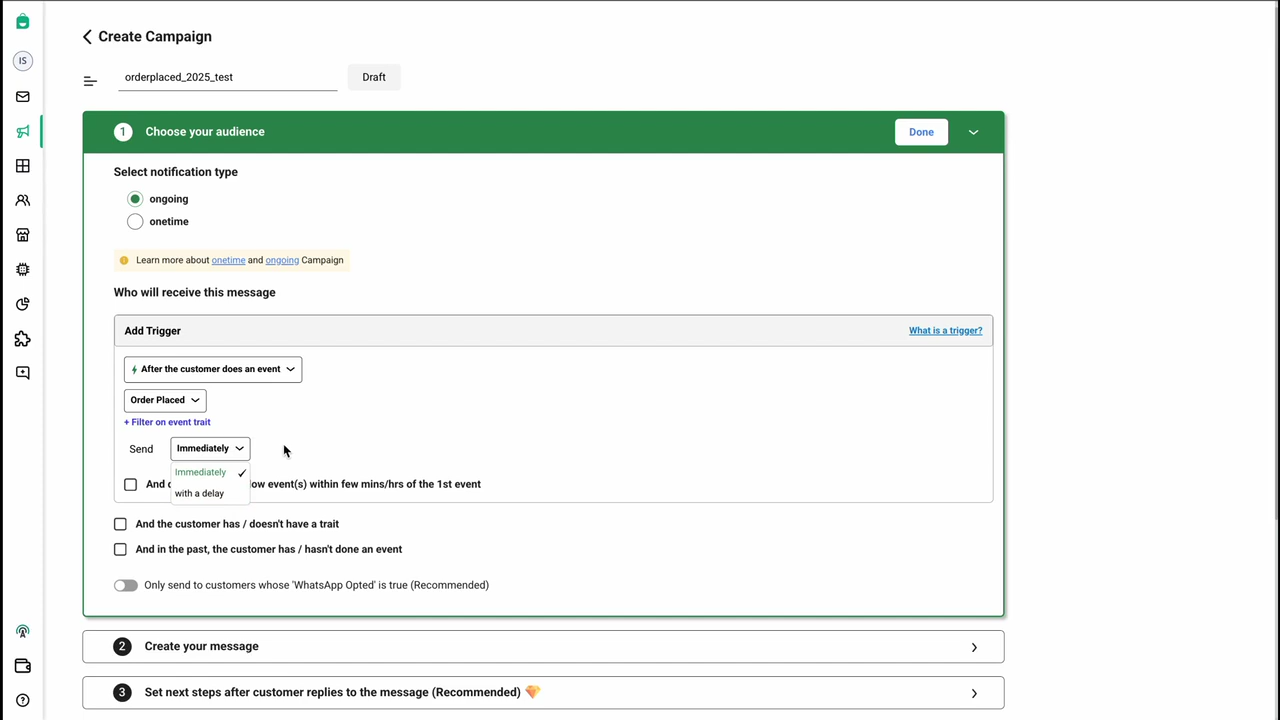 Create Campaign
IS
orderplaced_2025_test
Draft
1 Choose your audience
Done
Select notification type
ongoing
onetime
Learn more about onetime and ongoing Campaign
Who will receive this message
Add Trigger
What is a trigger?
After the customer does an event
Order Placed
+ Filter on event trait
Send Immediately
Immediately
And d low event(s) within few mins/hrs of the 1st event
with a delay
And the customer has / doesn't have a trait
And in the past, the customer has / hasn't done an event
Only send to customers whose 'WhatsApp Opted' is true (Recommended)
2 Create your message
3 Set next steps after customer replies to the message (Recommended)